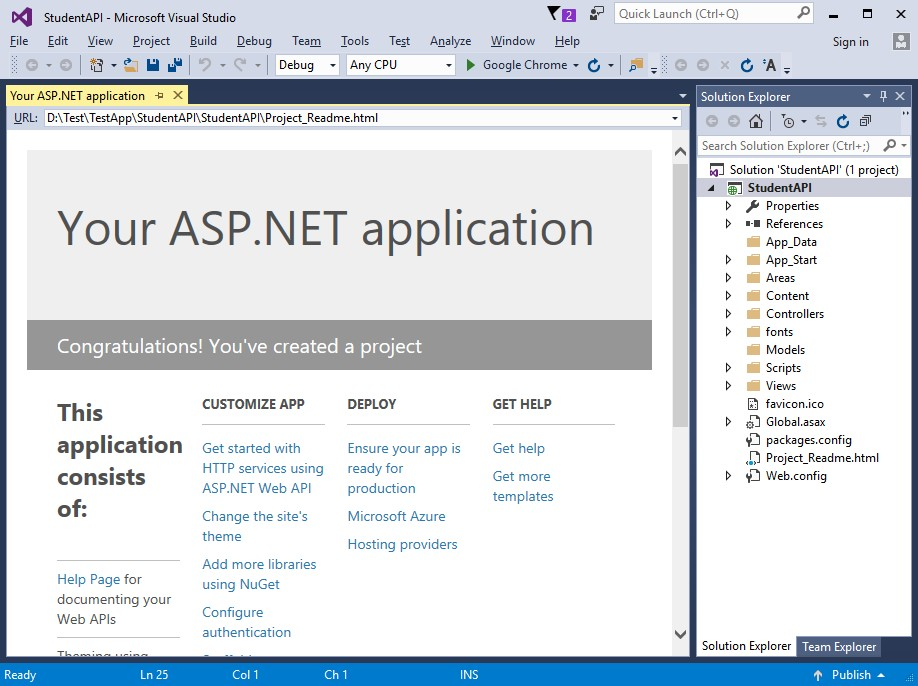 StudentAPI - Microsoft Visual Studio
2
Quick Launch (Ctrl+Q)
File Edit View Project Build Debug Team Tools Test Analyze Window Help
Sign in
Debug Any CPU Google Chrome
Your ASP.NET application
URL: D:\Test\TestApp\StudentAPI\StudentAPI\Project_Readme.html
Your ASP.NET application
Congratulations! You've created a project
This
application
consists
of:
Help Page for
documenting your
Web APIs
Theming using
CUSTOMIZE APP
Get started with
HTTP services using
ASP.NET Web API
Change the site's
theme
Add more libraries
using NuGet
Configure
authentication
DEPLOY
Ensure your app is
ready for
production
Microsoft Azure
Hosting providers
GET HELP
Get help
Get more
templates
Solution Explorer
Search Solution Explorer (Ctrl+;)
Solution 'StudentAPI' (1 project)
StudentAPI
Properties
References
App_Data
App_Start
Areas
Content
Controllers
fonts
Models
Scripts
Views
favicon.ico
Global.asax
packages.config
Project_Readme.html
Web.config
Solution Explorer Team Explorer
Ready Ln 25 Col 1 Ch 1 INS Publish